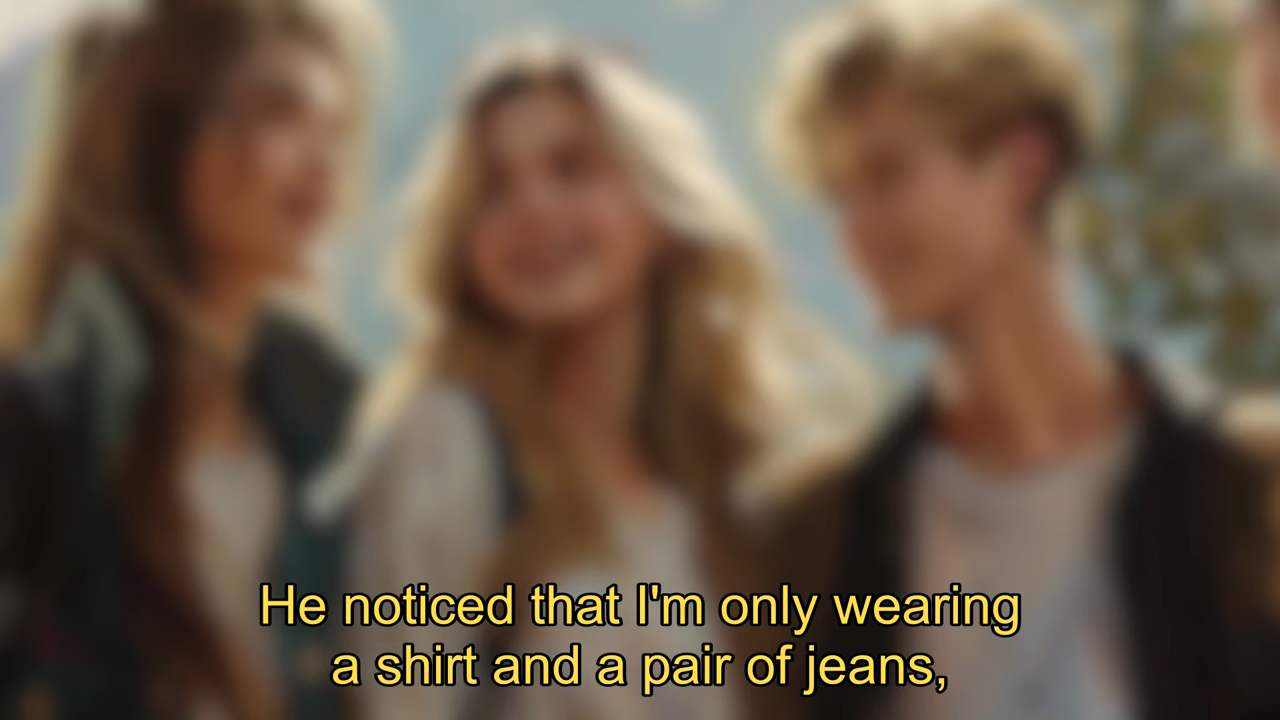 He noticed that I'm only wearing
a shirt and a pair of jeans,